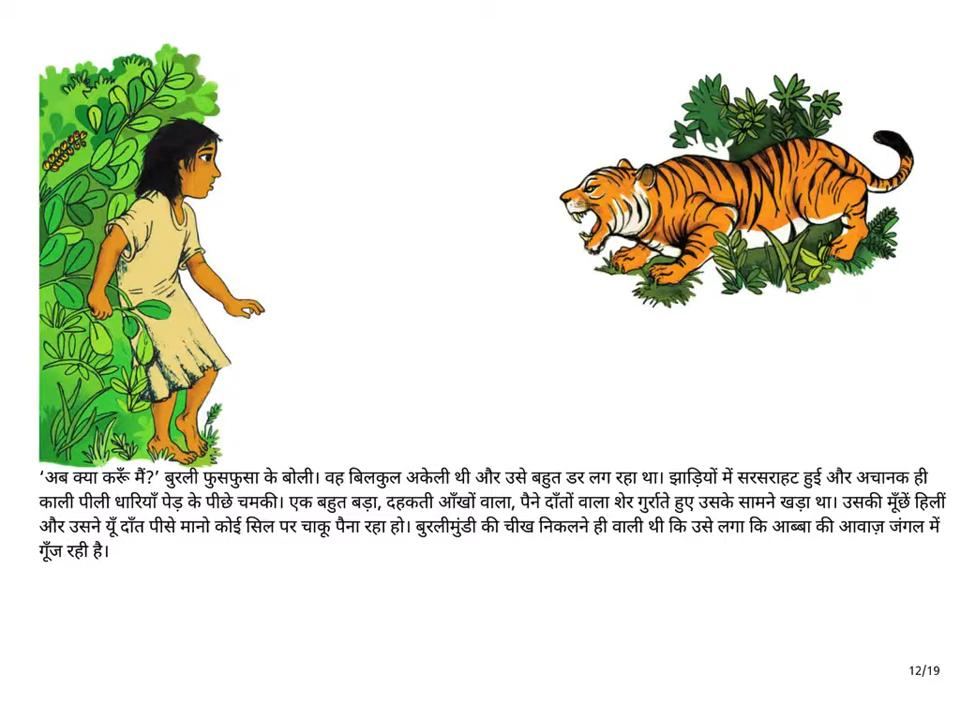 ‘अब क्या करूँ मैं?’ बुरली फुसफुसा के बोली। वह बिलकुल अकेली थी और उसे बहुत डर लग रहा था। झाड़ियों में सरसराहट हुई और अचानक ही
काली पीली धारियाँ पेड़ के पीछे चमकी। एक बहुत बड़ा, दहकती आँखों वाला, पैने दाँतों वाला शेर गुर्राते हुए उसके सामने खड़ा था। उसकी मूँछें हिलीं
और उसने यूँ दाँत पीसे मानो कोई सिल पर चाकू पैना रहा हो। बुरलीमुंडी की चीख निकलने ही वाली थी कि उसे लगा कि आब्बा की आवाज़ जंगल में
गूँज रही है।
12/19